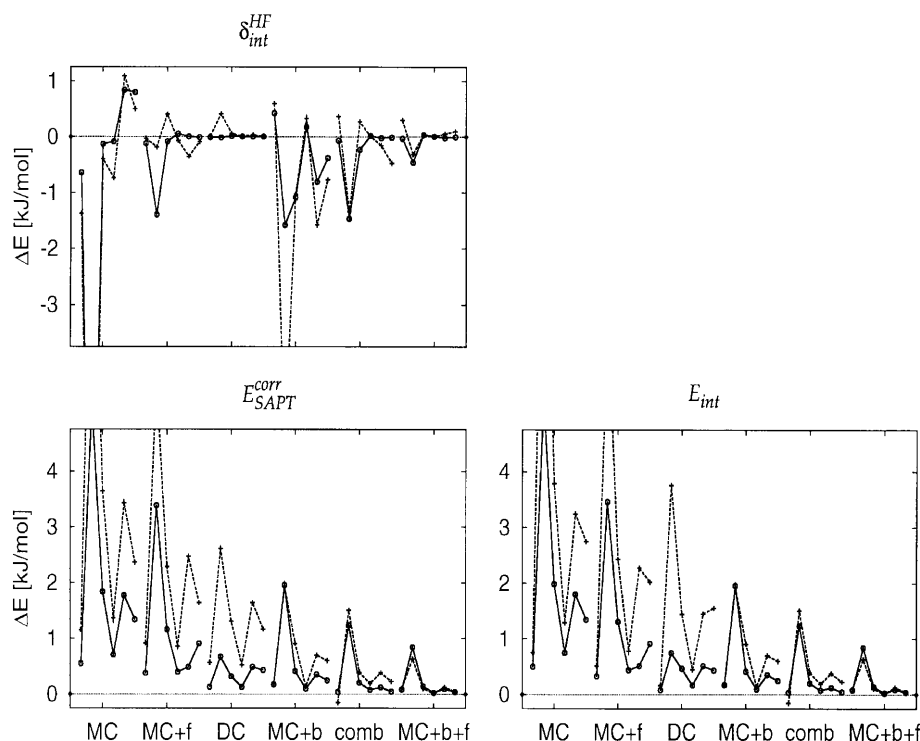 δ_int^HF
1
0
-1
-2
-3
ΔE [kJ/mol]
E_SAPT^corr
4
3
2
1
0
ΔE [kJ/mol]
MC MC+f DC MC+b comb MC+b+f
E_int
4
3
2
1
0
MC MC+f DC MC+b comb MC+b+f